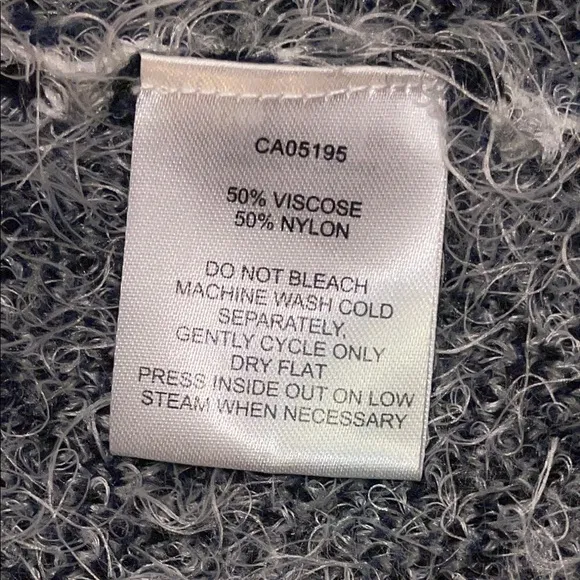 CA05195
50% VISCOSE
50% NYLON
DO NOT BLEACH
MACHINE WASH COLD
SEPARATELY,
GENTLY CYCLE ONLY
DRY FLAT
PRESS INSIDE OUT ON LOW
STEAM WHEN NECESSARY